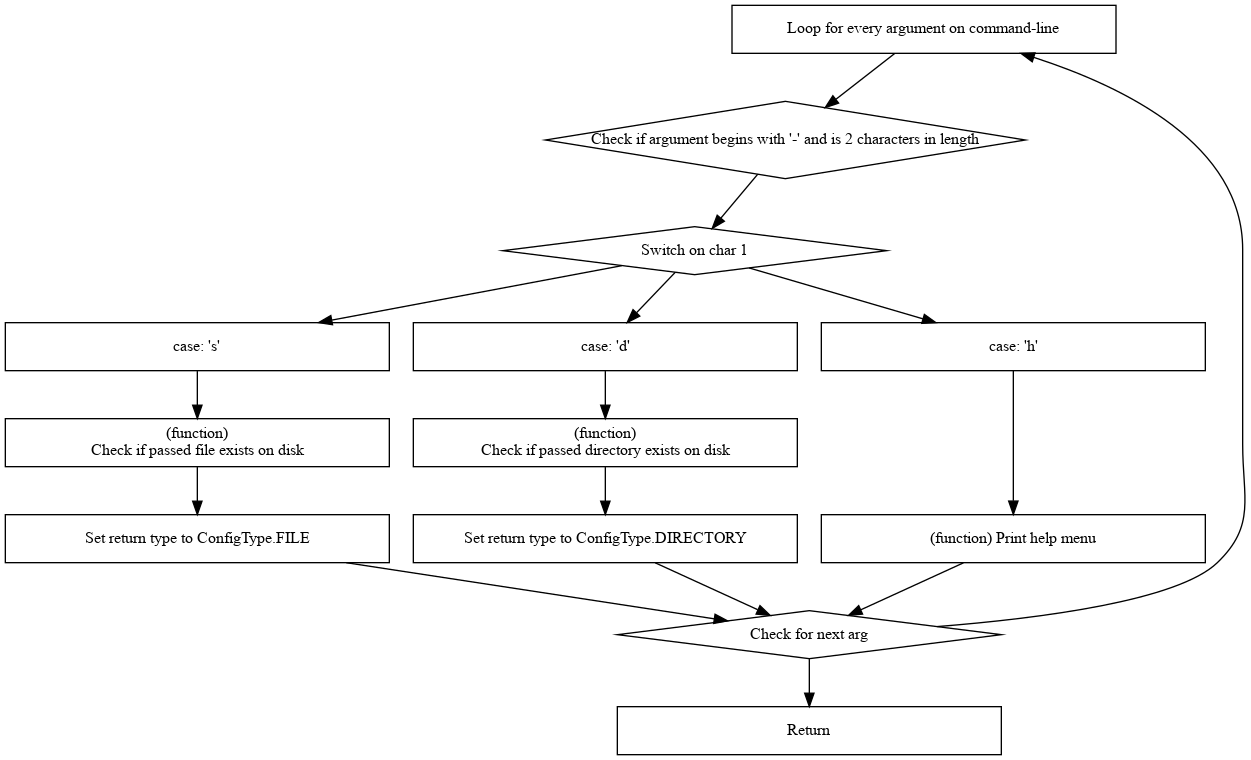 Loop for every argument on command-line
Check if argument begins with '-' and is 2 characters in length
Switch on char 1
case: 's'
case: 'd'
case: 'h'
(function)
Check if passed file exists on disk
(function)
Check if passed directory exists on disk
Set return type to ConfigType.FILE
Set return type to ConfigType.DIRECTORY
(function) Print help menu
Check for next arg
Return